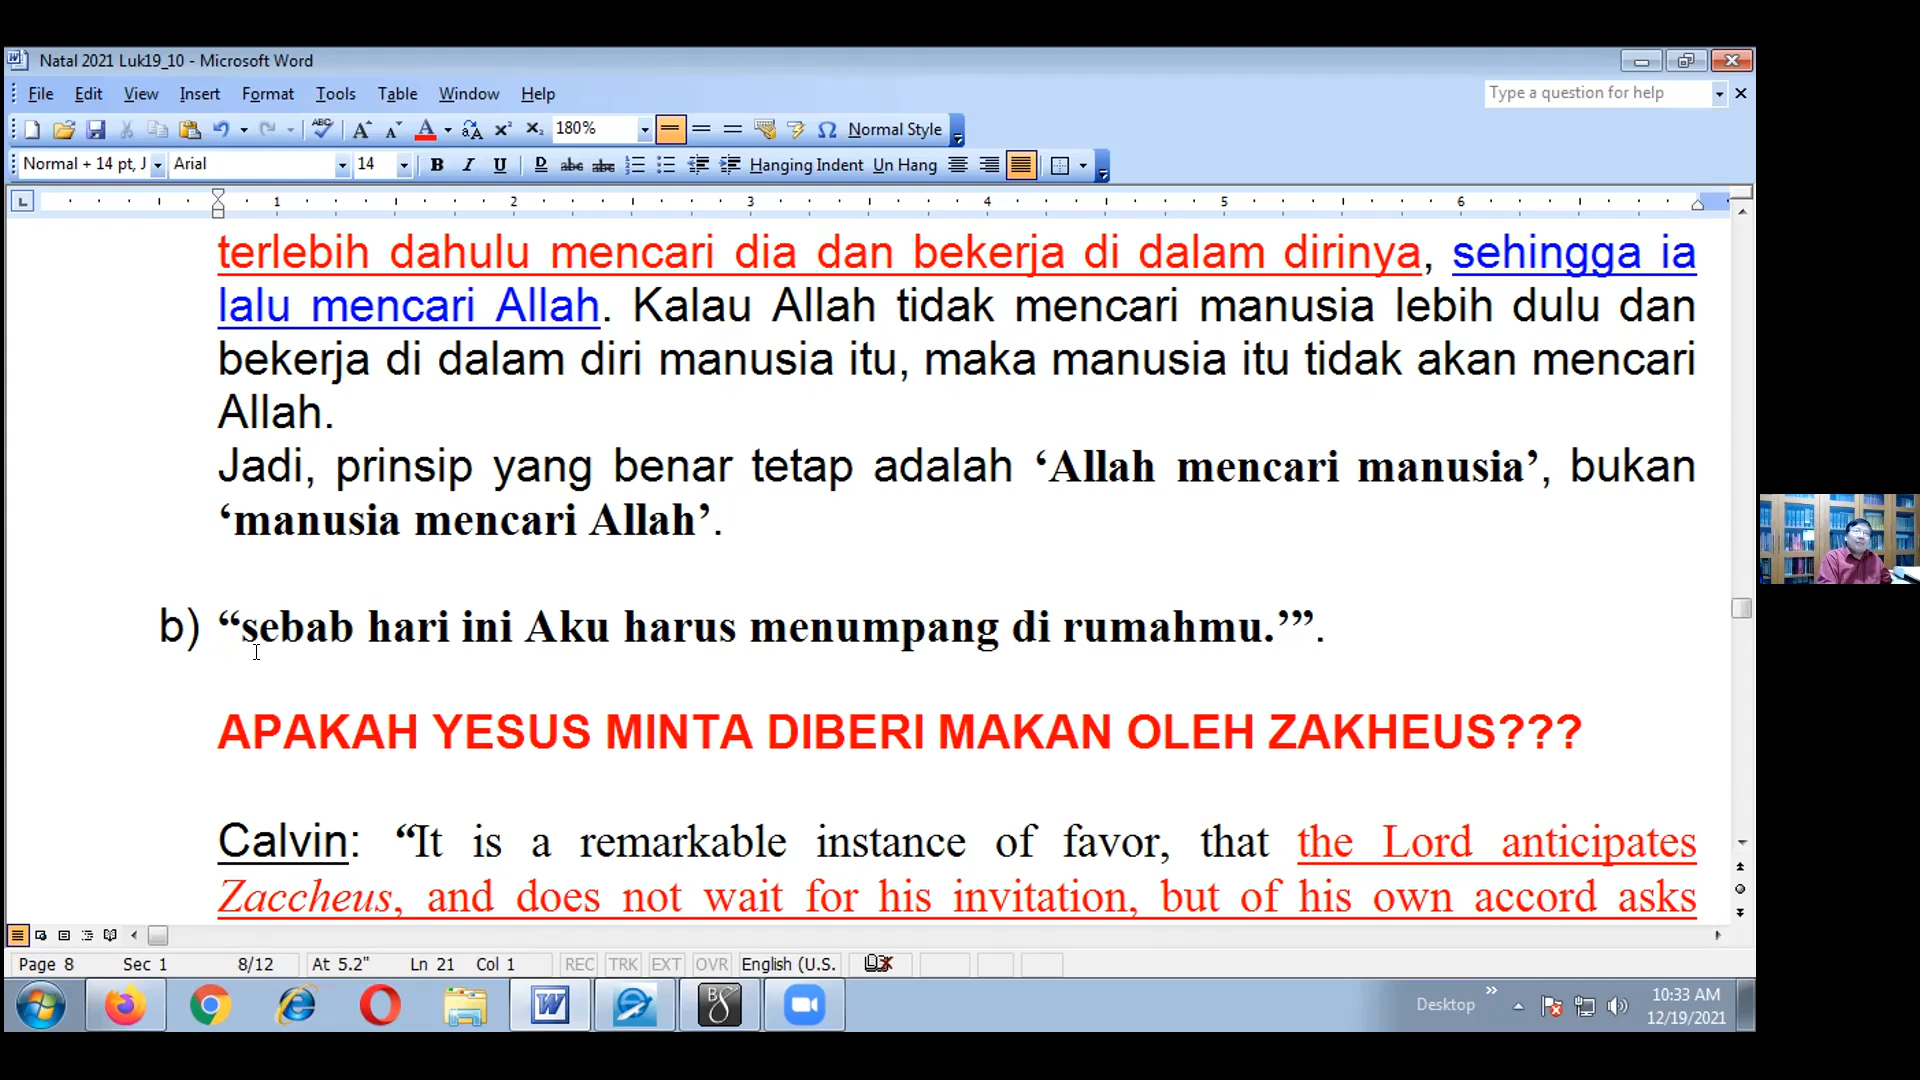 Natal 2021 Luk19_10 - Microsoft Word
File Edit View Insert Format Tools Table Window Help
Type a question for help
180% Normal Style
Normal + 14 pt, J Arial 14 B I U Hanging Indent Un Hang
1 2 3 4 5 6
terlebih dahulu mencari dia dan bekerja di dalam dirinya, sehingga ia
lalu mencari Allah. Kalau Allah tidak mencari manusia lebih dulu dan
bekerja di dalam diri manusia itu, maka manusia itu tidak akan mencari
Allah.
Jadi, prinsip yang benar tetap adalah ‘Allah mencari manusia’, bukan
‘manusia mencari Allah’.
b) “sebab hari ini Aku harus menumpang di rumahmu.’”.
APAKAH YESUS MINTA DIBERI MAKAN OLEH ZAKHEUS???
Calvin: “It is a remarkable instance of favor, that the Lord anticipates
Zaccheus, and does not wait for his invitation, but of his own accord asks
Page 8 Sec 1 8/12 At 5.2" Ln 21 Col 1 REC TRK EXT OVR English (U.S.
Desktop
10:33 AM
12/19/2021